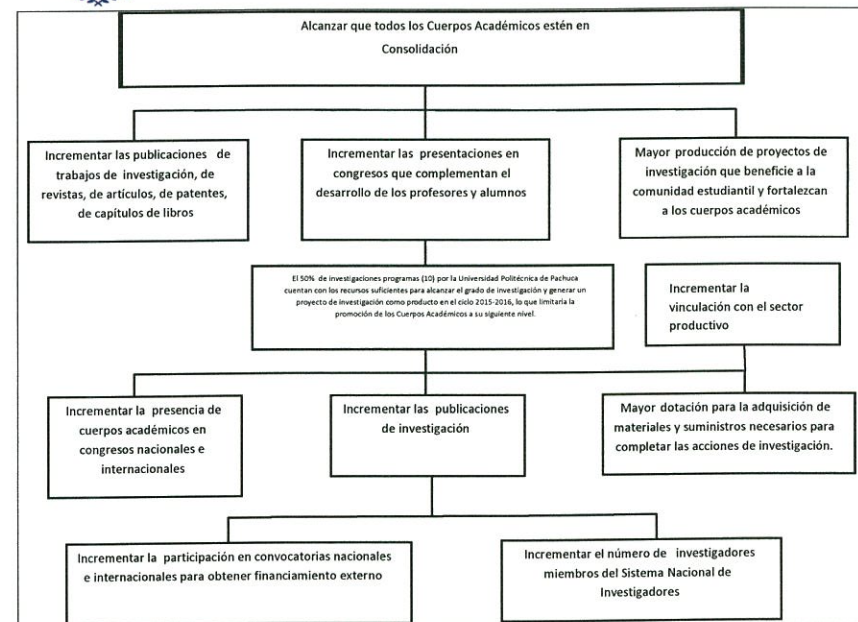 Alcanzar que todos los Cuerpos Académicos estén en
Consolidación
Incrementar las publicaciones de
trabajos de investigación, de
revistas, de artículos, de patentes,
de capítulos de libros
Incrementar las presentaciones en
congresos que complementan el
desarrollo de los profesores y alumnos
Mayor producción de proyectos de
investigación que beneficie a la
comunidad estudiantil y fortalezcan
a los cuerpos académicos
El 50% de investigaciones programas (10) por la Universidad Politécnica de Pachuca
cuentan con los recursos suficientes para alcanzar el grado de investigación y generar un
proyecto de investigación como producto en el ciclo 2015-2016, lo que limitaría la
promoción de los Cuerpos Académicos a su siguiente nivel.
Incrementar la
vinculación con el sector
productivo
Incrementar la presencia de
cuerpos académicos en
congresos nacionales e
internacionales
Incrementar las publicaciones
de investigación
Mayor dotación para la adquisición de
materiales y suministros necesarios para
completar las acciones de investigación.
Incrementar la participación en convocatorias nacionales
e internacionales para obtener financiamiento externo
Incrementar el número de investigadores
miembros del Sistema Nacional de
Investigadores